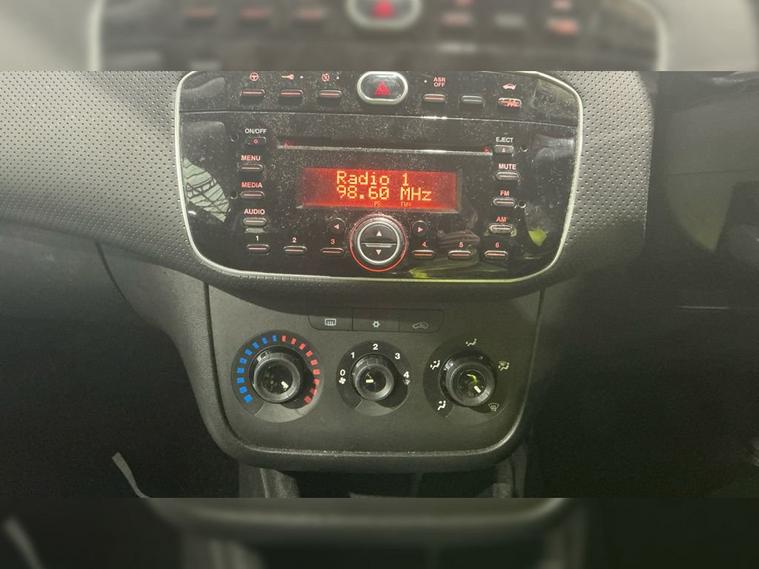 ASR
OFF
ON/OFF
EJECT
MENU
MUTE
MEDIA
FM
AUDIO
AM
Radio 1
98.60 MHz
1 2 3 4 5 6
0 1 2 3 4